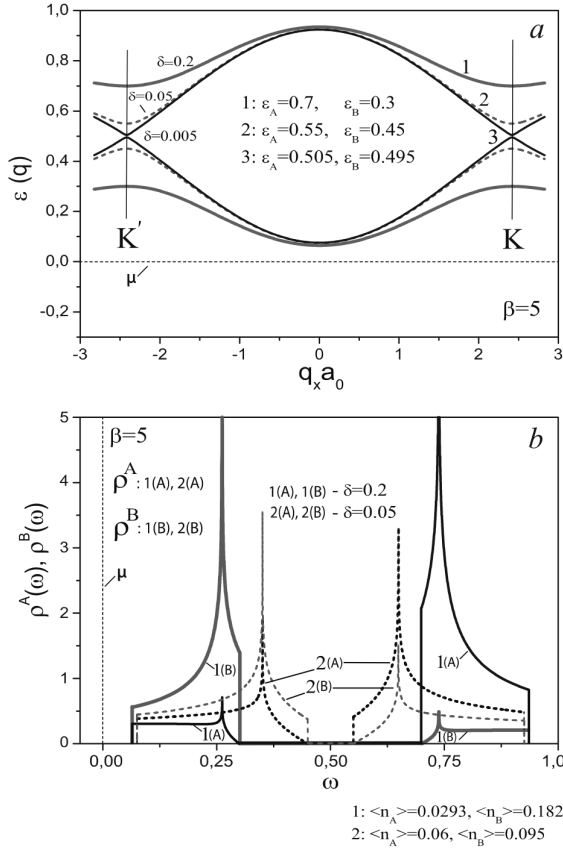 1,0
a
δ=0.2
1
0,8
δ=0.05
2
1: ε_A=0.7, ε_B=0.3
0,6
2: ε_A=0.55, ε_B=0.45
δ=0.005
3
3: ε_A=0.505, ε_B=0.495
0,4
ε (q)
0,2
K′
K
0,0
μ
-0,2
β=5
-3
-2
-1
0
1
2
3
q_x a_0
5
b
β=5
ρ^A: 1(A), 2(A)
1(A), 1(B) - δ=0.2
4
ρ^B: 1(B), 2(B)
2(A), 2(B) - δ=0.05
3
ρ^A(ω), ρ^B(ω)
μ
2
1(B)
2(A)
1(A)
1
2(B)
1(A)
1(B)
0
0,00
0,25
0,50
0,75
1,0
ω
1: <n_A>=0.0293, <n_B>=0.182
2: <n_A>=0.06, <n_B>=0.095